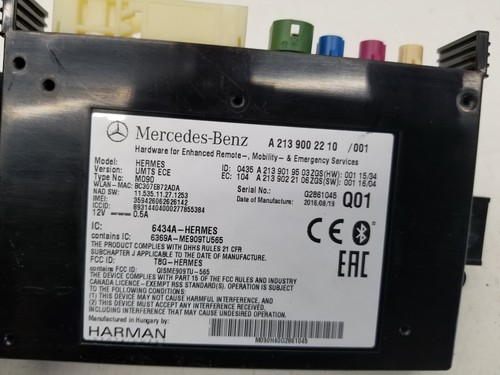 Mercedes-Benz A 213 900 22 10 /001
Hardware for Enhanced Remote-, Mobility- & Emergency Services
Model: HERMES ID: 0435 A 213 901 95 03 ZGS(HW): 001 15/34
Version: UMTS ECE EC: 104 A 213 902 21 06 ZGS(SW): 001 16/04
Type No: M090
WLAN-MAC: BC307E872ADA Serial No: G2861045
NAD SW: 11.535.11.27.1253 Date of Manufacture: 2016/08/19 Q01
IMEI: 359426062626142
ICCID: 89314404000277855384
12V 0.5A
IC: 6434A-HERMES
contains IC: 6369A-ME909TU565
THE PRODUCT COMPLIES WITH DHHS RULES 21 CFR
SUBCHAPTER J APPLICABLE TO THE DATE OF MANUFACTURE.
FCC ID: T8G-HERMES
contains FCC ID: QISME909TU-565
THE DEVICE COMPLIES WITH PART 15 OF THE FCC RULES AND INDUSTRY
CANADA LICENCE-EXEMPT RSS STANDARD(S). OPERATION IS
SUBJECT TO THE FOLLOWING TWO CONDITIONS:
(1) THIS DEVICE MAY NOT CAUSE HARMFUL INTERFERENCE, AND
(2) THIS DEVICE MUST ACCEPT ANY INTERFERENCE,
INCLUDING INTERFERENCE THAT MAY CAUSE UNDESIRED OPERATION
Manufactured in Hungary by:
HARMAN
M090H40G2861045
CE
EAC